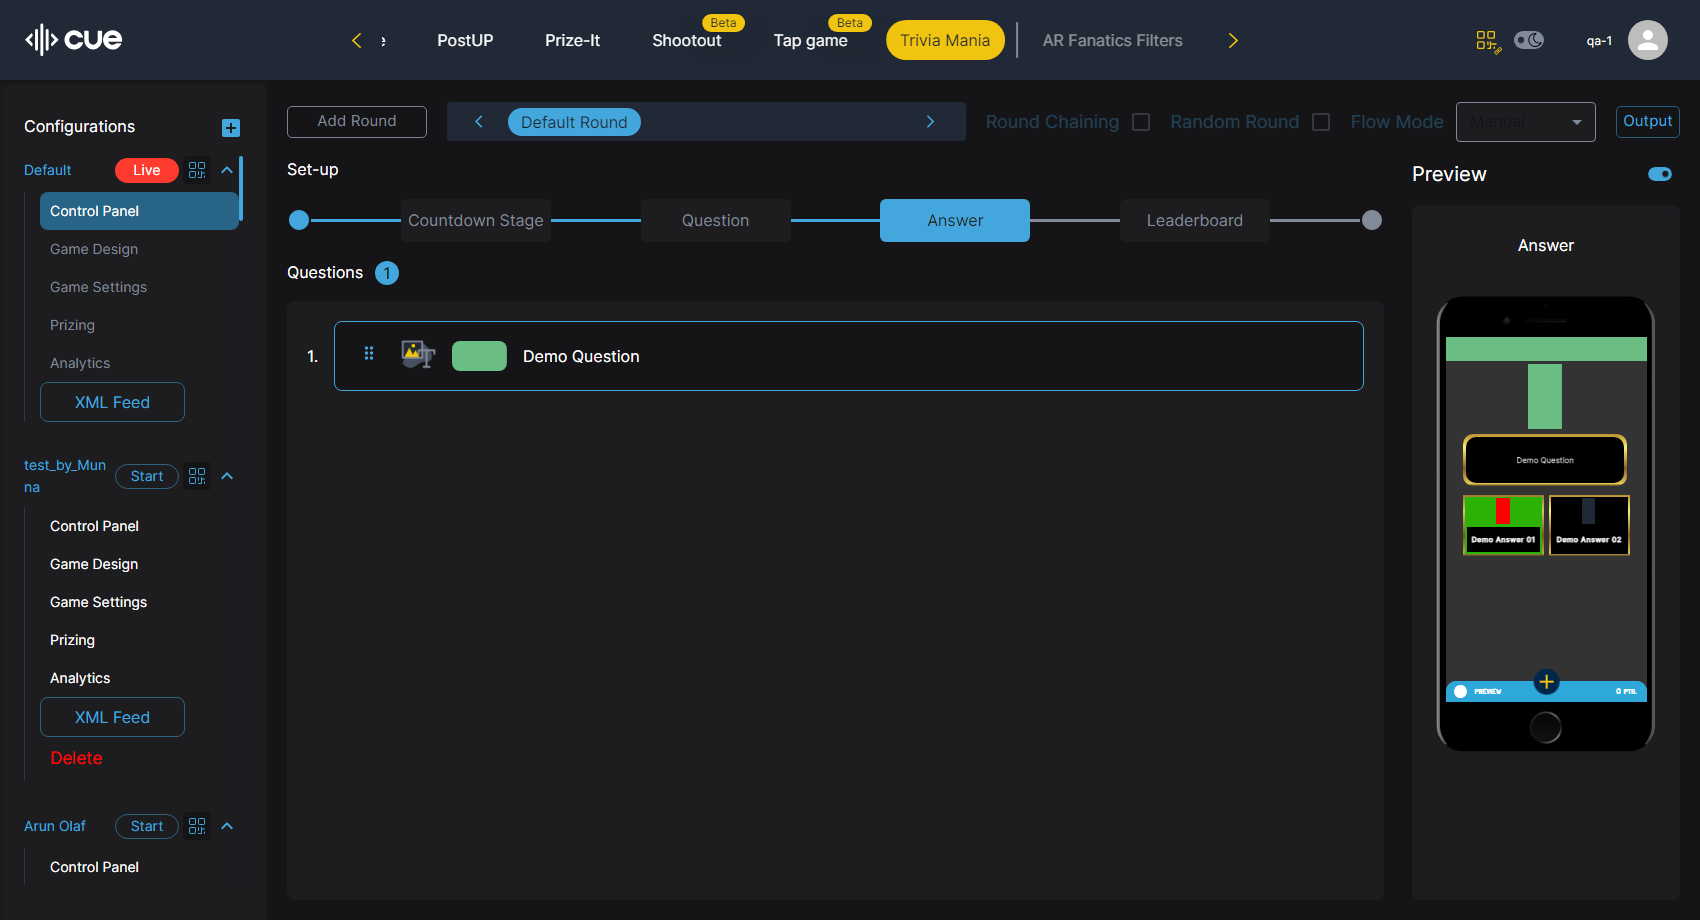 cue
PostUP
Prize-It
Beta
Shootout
Beta
Tap game
Trivia Mania
AR Fanatics Filters
qa-1
Configurations
Default
Live
Control Panel
Game Design
Game Settings
Prizing
Analytics
XML Feed
test_by_Mun
na
Start
Control Panel
Game Design
Game Settings
Prizing
Analytics
XML Feed
Delete
Arun Olaf
Start
Control Panel
Add Round
Default Round
Round Chaining
Random Round
Flow Mode
Manual
Output
Set-up
Countdown Stage
Question
Answer
Leaderboard
Questions 1
1.
Demo Question
Preview
Answer
Demo Question
Demo Answer 01
Demo Answer 02
PREVIEW
0 PTS.